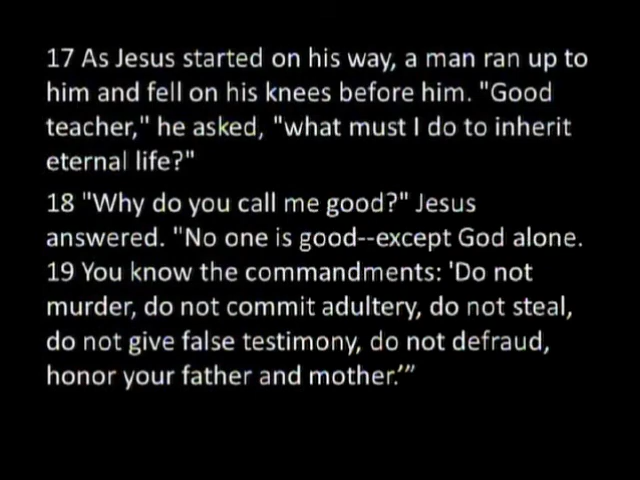 17 As Jesus started on his way, a man ran up to
him and fell on his knees before him. "Good
teacher," he asked, "what must I do to inherit
eternal life?"
18 "Why do you call me good?" Jesus
answered. "No one is good--except God alone.
19 You know the commandments: 'Do not
murder, do not commit adultery, do not steal,
do not give false testimony, do not defraud,
honor your father and mother.’”